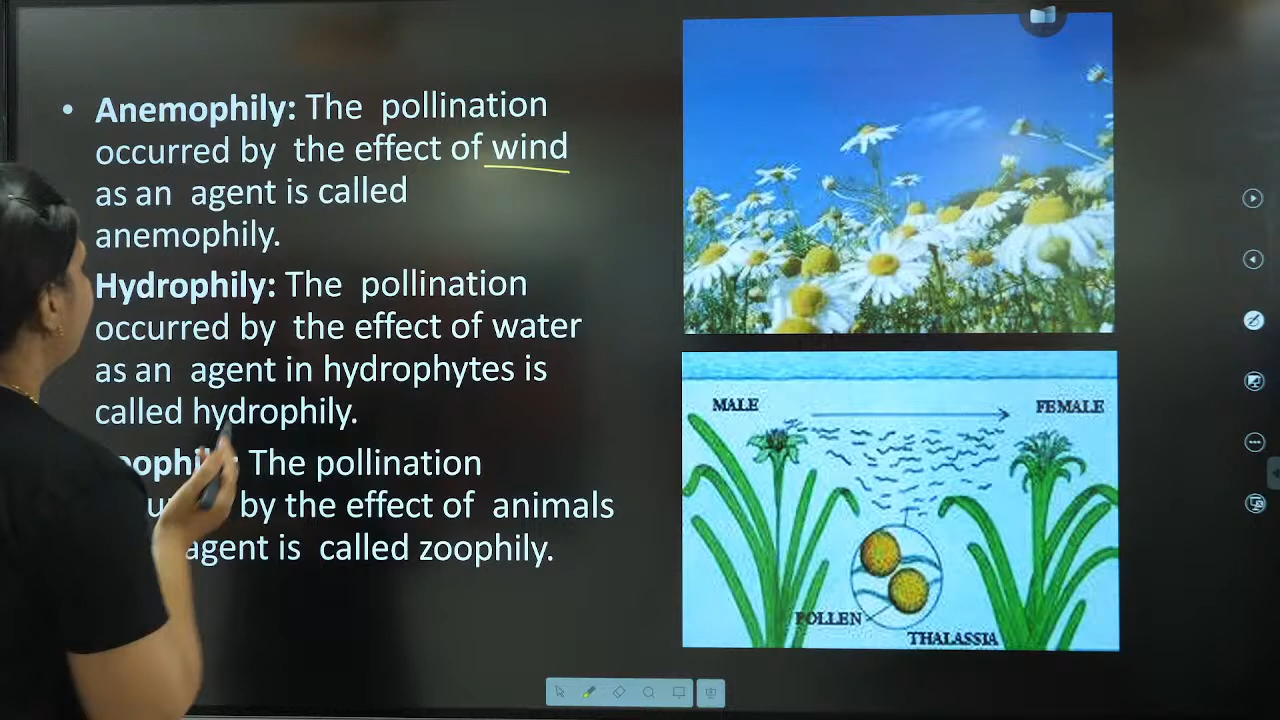 • Anemophily: The pollination
occurred by the effect of wind
as an agent is called
anemophily.
Hydrophily: The pollination
occurred by the effect of water
as an agent in hydrophytes is
called hydrophily.
The pollination
by the effect of animals
agent is called zoophily.
MALE
FEMALE
POLLEN
THALASSIA